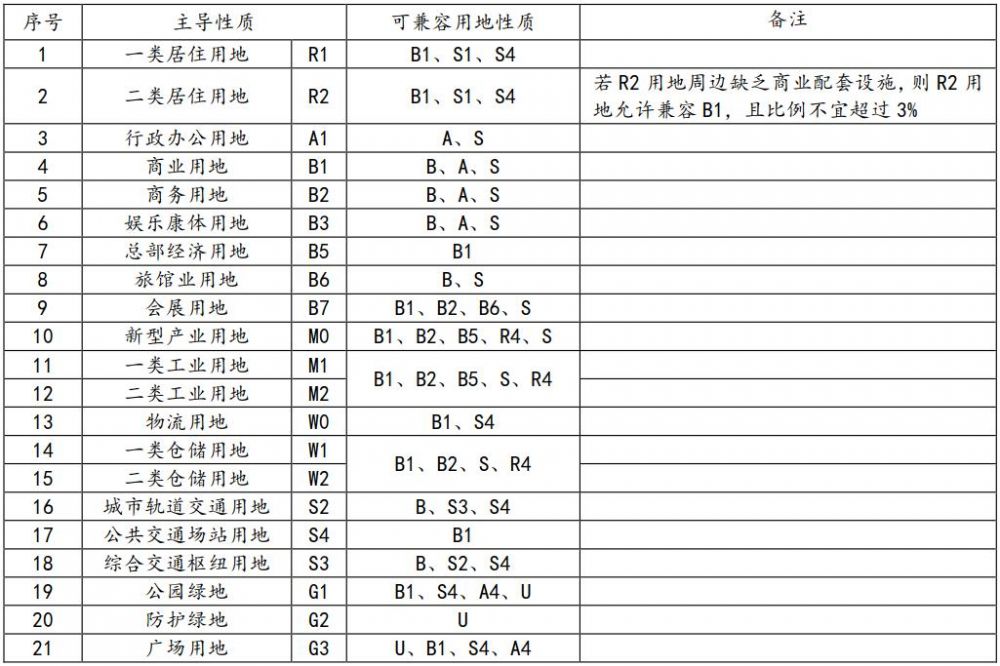 序号 主导性质 可兼容用地性质 备注
1 一类居住用地 R1 B1、S1、S4
2 二类居住用地 R2 B1、S1、S4 若 R2 用地周边缺乏商业配套设施，则 R2 用
地允许兼容 B1，且比例不宜超过 3%
3 行政办公用地 A1 A、S
4 商业用地 B1 B、A、S
5 商务用地 B2 B、A、S
6 娱乐康体用地 B3 B、A、S
7 总部经济用地 B5 B1
8 旅馆业用地 B6 B、S
9 会展用地 B7 B1、B2、B6、S
10 新型产业用地 M0 B1、B2、B5、R4、S
11 一类工业用地 M1 B1、B2、B5、S、R4
12 二类工业用地 M2
13 物流用地 W0 B1、S4
14 一类仓储用地 W1 B1、B2、S、R4
15 二类仓储用地 W2
16 城市轨道交通用地 S2 B、S3、S4
17 公共交通场站用地 S4 B1
18 综合交通枢纽用地 S3 B、S2、S4
19 公园绿地 G1 B1、S4、A4、U
20 防护绿地 G2 U
21 广场用地 G3 U、B1、S4、A4